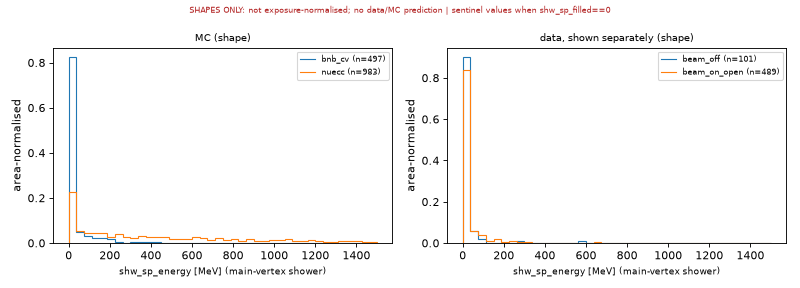 SHAPES ONLY: not exposure-normalised; no data/MC prediction | sentinel values when shw_sp_filled==0
MC (shape)
area-normalised
0.0
0.2
0.4
0.6
0.8
bnb_cv (n=497)
nuecc (n=983)
0 200 400 600 800 1000 1200 1400
shw_sp_energy [MeV] (main-vertex shower)
data, shown separately (shape)
area-normalised
0.0
0.2
0.4
0.6
0.8
beam_off (n=101)
beam_on_open (n=489)
0 200 400 600 800 1000 1200 1400
shw_sp_energy [MeV] (main-vertex shower)